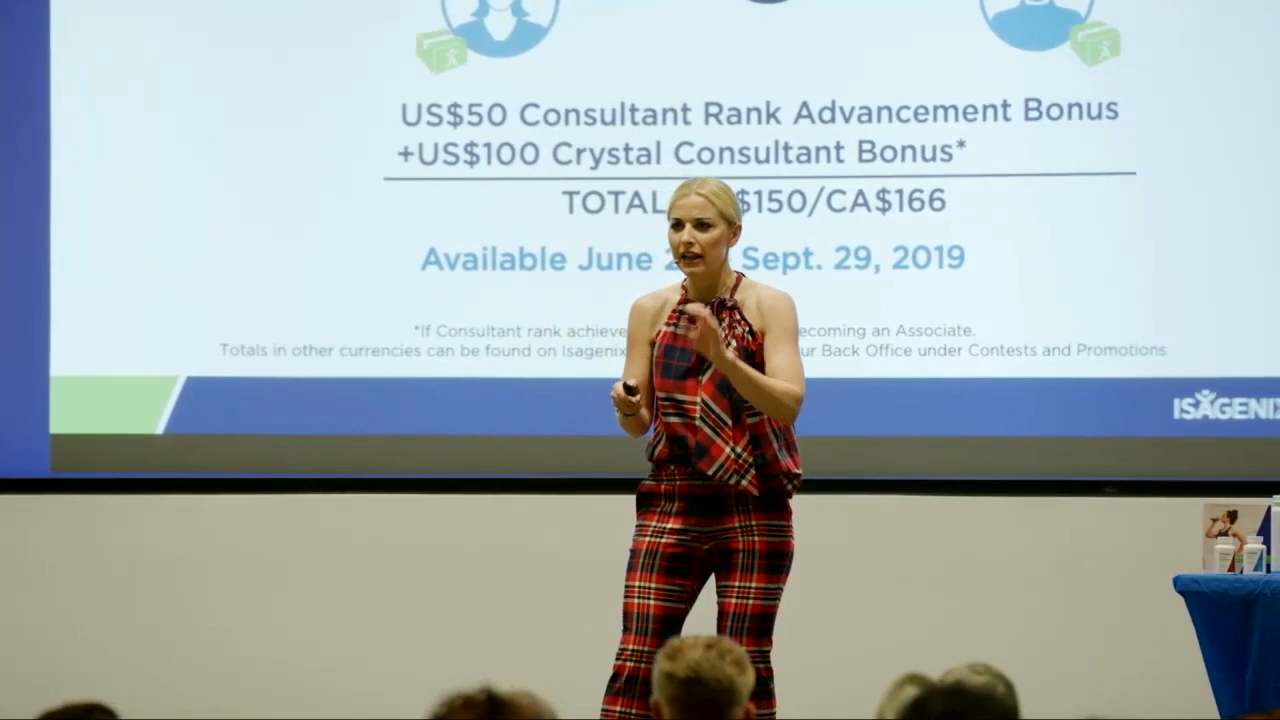 US$50 Consultant Rank Advancement Bonus
+US$100 Crystal Consultant Bonus*
TOTAL $150/CA$166
Available June Sept. 29, 2019
*If Consultant rank achieve ecoming an Associate.
Totals in other currencies can be found on Isagenix ur Back Office under Contests and Promotions
ISAGENIX